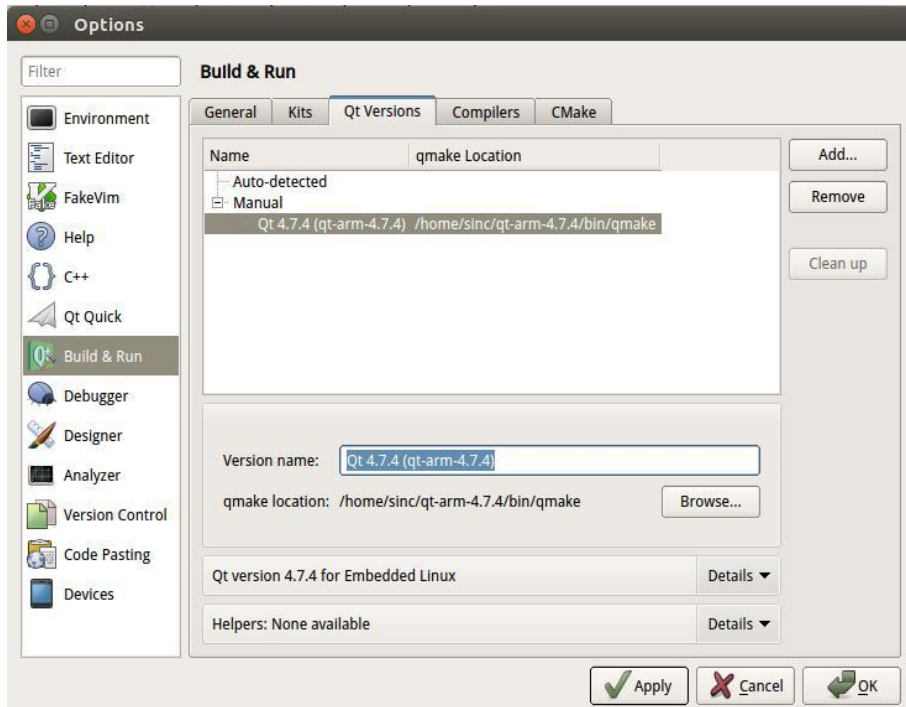 Options
Filter
Build & Run
Environment
Text Editor
FakeVim
Help
C++
Qt Quick
Build & Run
Debugger
Designer
Analyzer
Version Control
Code Pasting
Devices
General Kits Qt Versions Compilers CMake
Name qmake Location
Auto-detected
Manual
Qt 4.7.4 (qt-arm-4.7.4) /home/sinc/qt-arm-4.7.4/bin/qmake
Add...
Remove
Clean up
Version name: Qt 4.7.4 (qt-arm-4.7.4)
qmake location: /home/sinc/qt-arm-4.7.4/bin/qmake Browse...
Qt version 4.7.4 for Embedded Linux Details
Helpers: None available Details
Apply Cancel OK